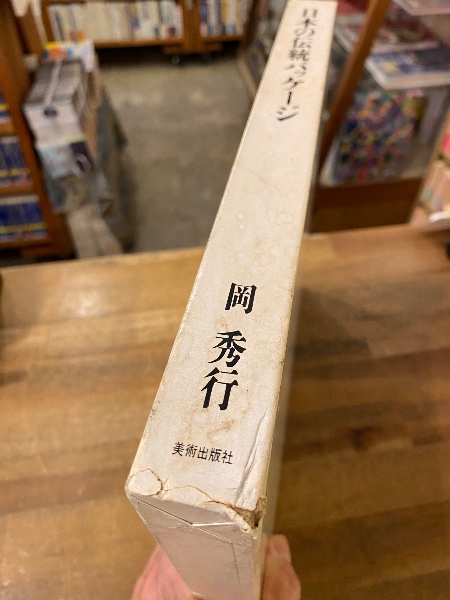 日本の伝統パッケージ
岡秀行
美術出版社